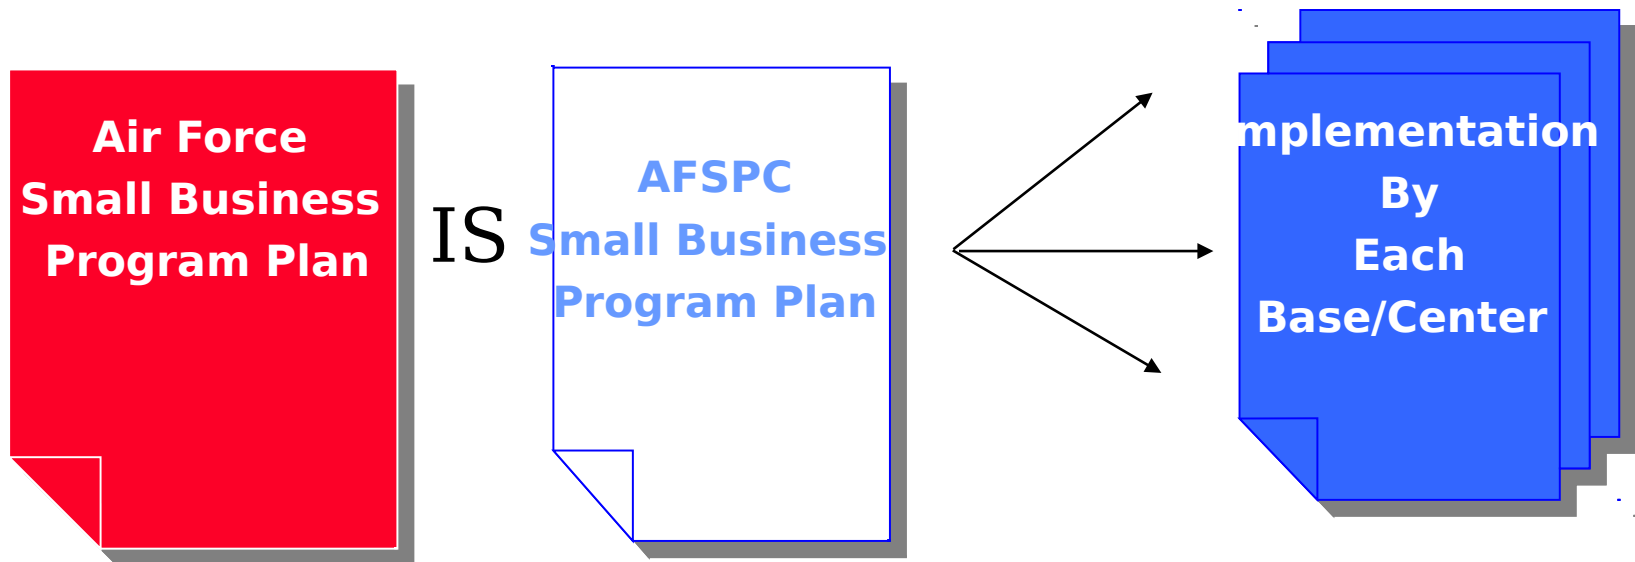 Air Force
Small Business
Program Plan
IS
AFSPC
Small Business
Program Plan
mplementation
By
Each
Base/Center